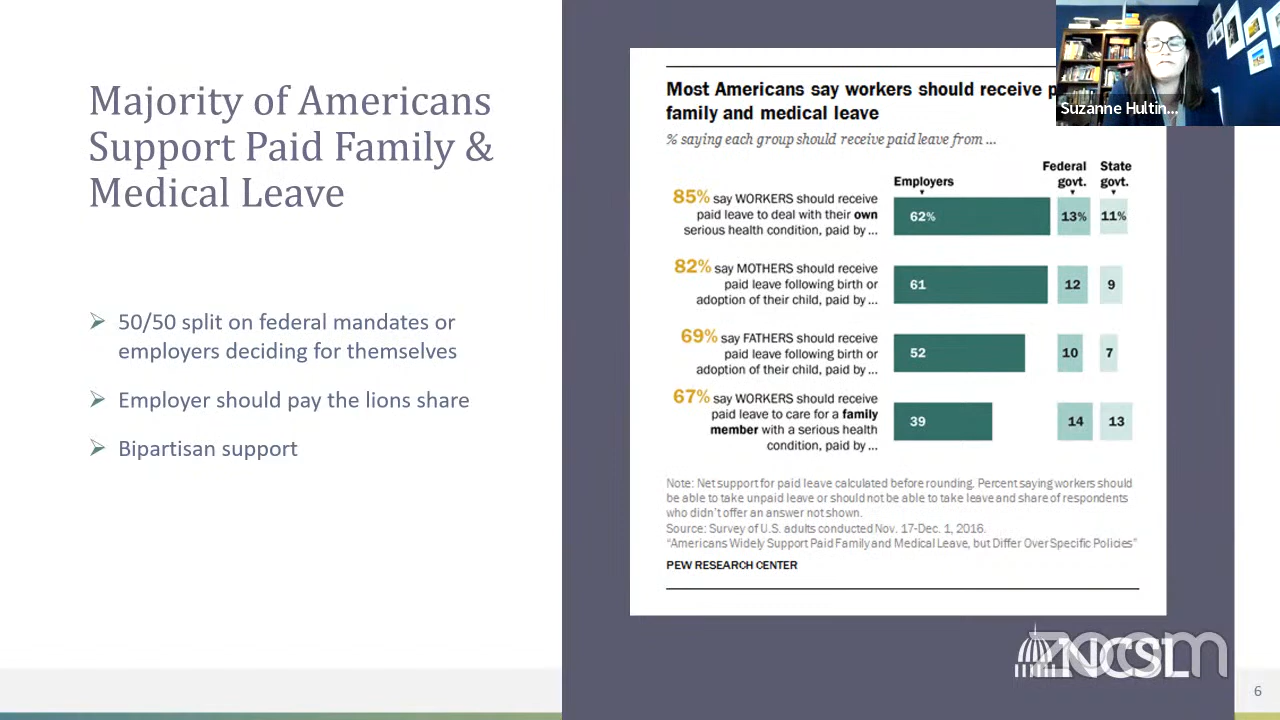 Majority of Americans
Support Paid Family &
Medical Leave
50/50 split on federal mandates or
employers deciding for themselves
Employer should pay the lions share
Bipartisan support
Most Americans say workers should receive p
family and medical leave
% saying each group should receive paid leave from ...
Employers
Federal govt.
State govt.
85% say WORKERS should receive
paid leave to deal with their own
serious health condition, paid by ...
62% 13% 11%
82% say MOTHERS should receive
paid leave following birth or
adoption of their child, paid by ...
61 12 9
69% say FATHERS should receive
paid leave following birth or
adoption of their child, paid by ...
52 10 7
67% say WORKERS should receive
paid leave to care for a family
member with a serious health
condition, paid by ...
39 14 13
Note: Net support for paid leave calculated before rounding. Percent saying workers should
be able to take unpaid leave or should not be able to take leave and share of respondents
who didn't offer an answer not shown.
Source: Survey of U.S. adults conducted Nov. 17-Dec. 1, 2016.
"Americans Widely Support Paid Family and Medical Leave, but Differ Over Specific Policies"
PEW RESEARCH CENTER
Suzanne Hultin...
NCSL
zoom
6